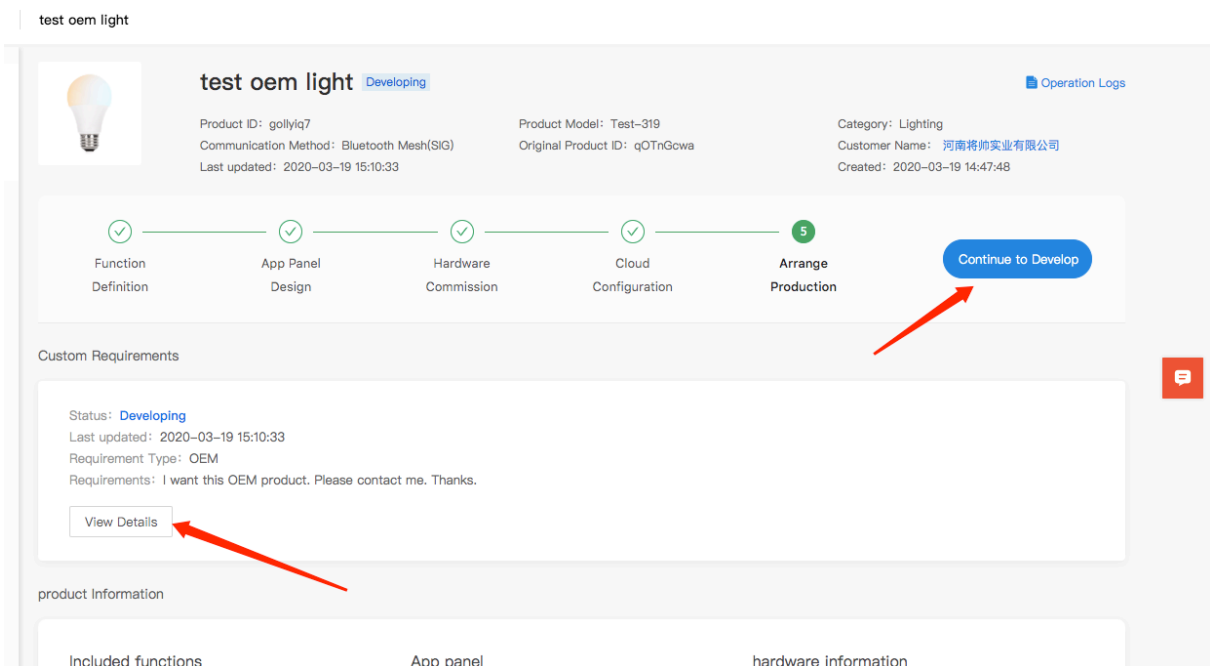 test oem light
test oem light Developing
Operation Logs
Product ID：gollyiq7
Product Model：Test-319
Category：Lighting
Communication Method：Bluetooth Mesh(SIG)
Original Product ID：qOTnGcwa
Customer Name： 河南将帅实业有限公司
Last updated：2020-03-19 15:10:33
Created：2020-03-19 14:47:48
5
Function
Definition
App Panel
Design
Hardware
Commission
Cloud
Configuration
Arrange
Production
Continue to Develop
Custom Requirements
Status：Developing
Last updated：2020-03-19 15:10:33
Requirement Type：OEM
Requirements：I want this OEM product. Please contact me. Thanks.
View Details
product Information
Included functions
App panel
hardware information